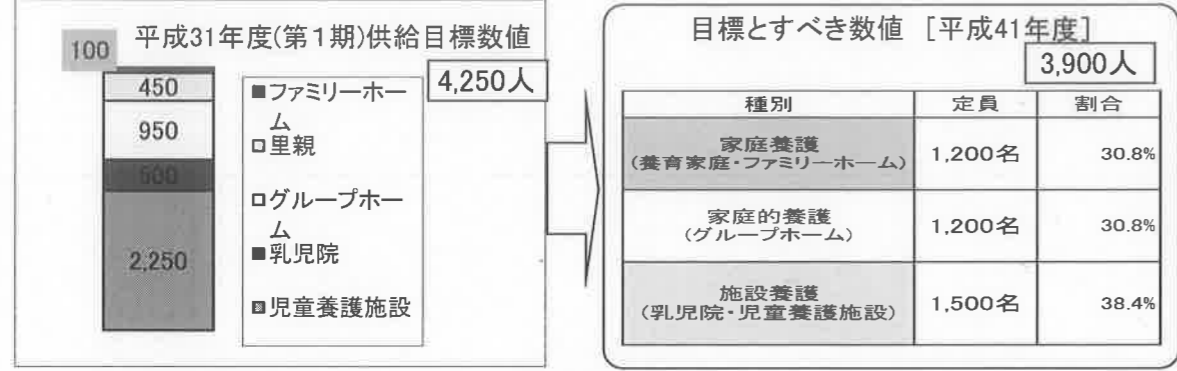 平成31年度(第1期)供給目標数値
100
4,250人
450
950
500
2,250
■ファミリーホー
ム
□里親
□グループホー
ム
■乳児院
■児童養護施設
目標とすべき数値 [平成41年度]
3,900人
種別 定員 割合
家庭養護
(養育家庭・ファミリーホーム) 1,200名 30.8%
家庭的養護
(グループホーム) 1,200名 30.8%
施設養護
(乳児院・児童養護施設) 1,500名 38.4%